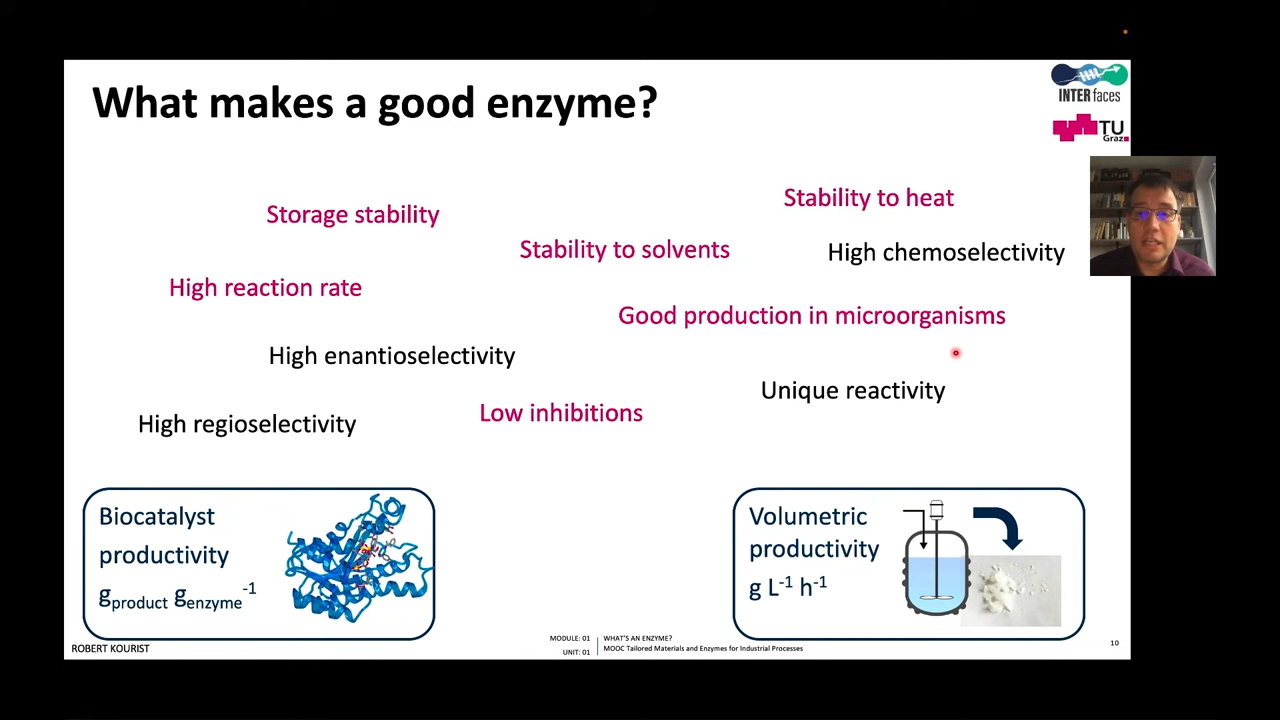 What makes a good enzyme?
INTERfaces
TU
Graz
Storage stability
Stability to heat
Stability to solvents
High chemoselectivity
High reaction rate
Good production in microorganisms
High enantioselectivity
Unique reactivity
Low inhibitions
High regioselectivity
Biocatalyst
productivity
gproduct genzyme-1
Volumetric
productivity
g L-1 h-1
ROBERT KOURIST
MODULE: 01
UNIT: 01
WHAT'S AN ENZYME?
MOOC Tailored Materials and Enzymes for Industrial Processes
10